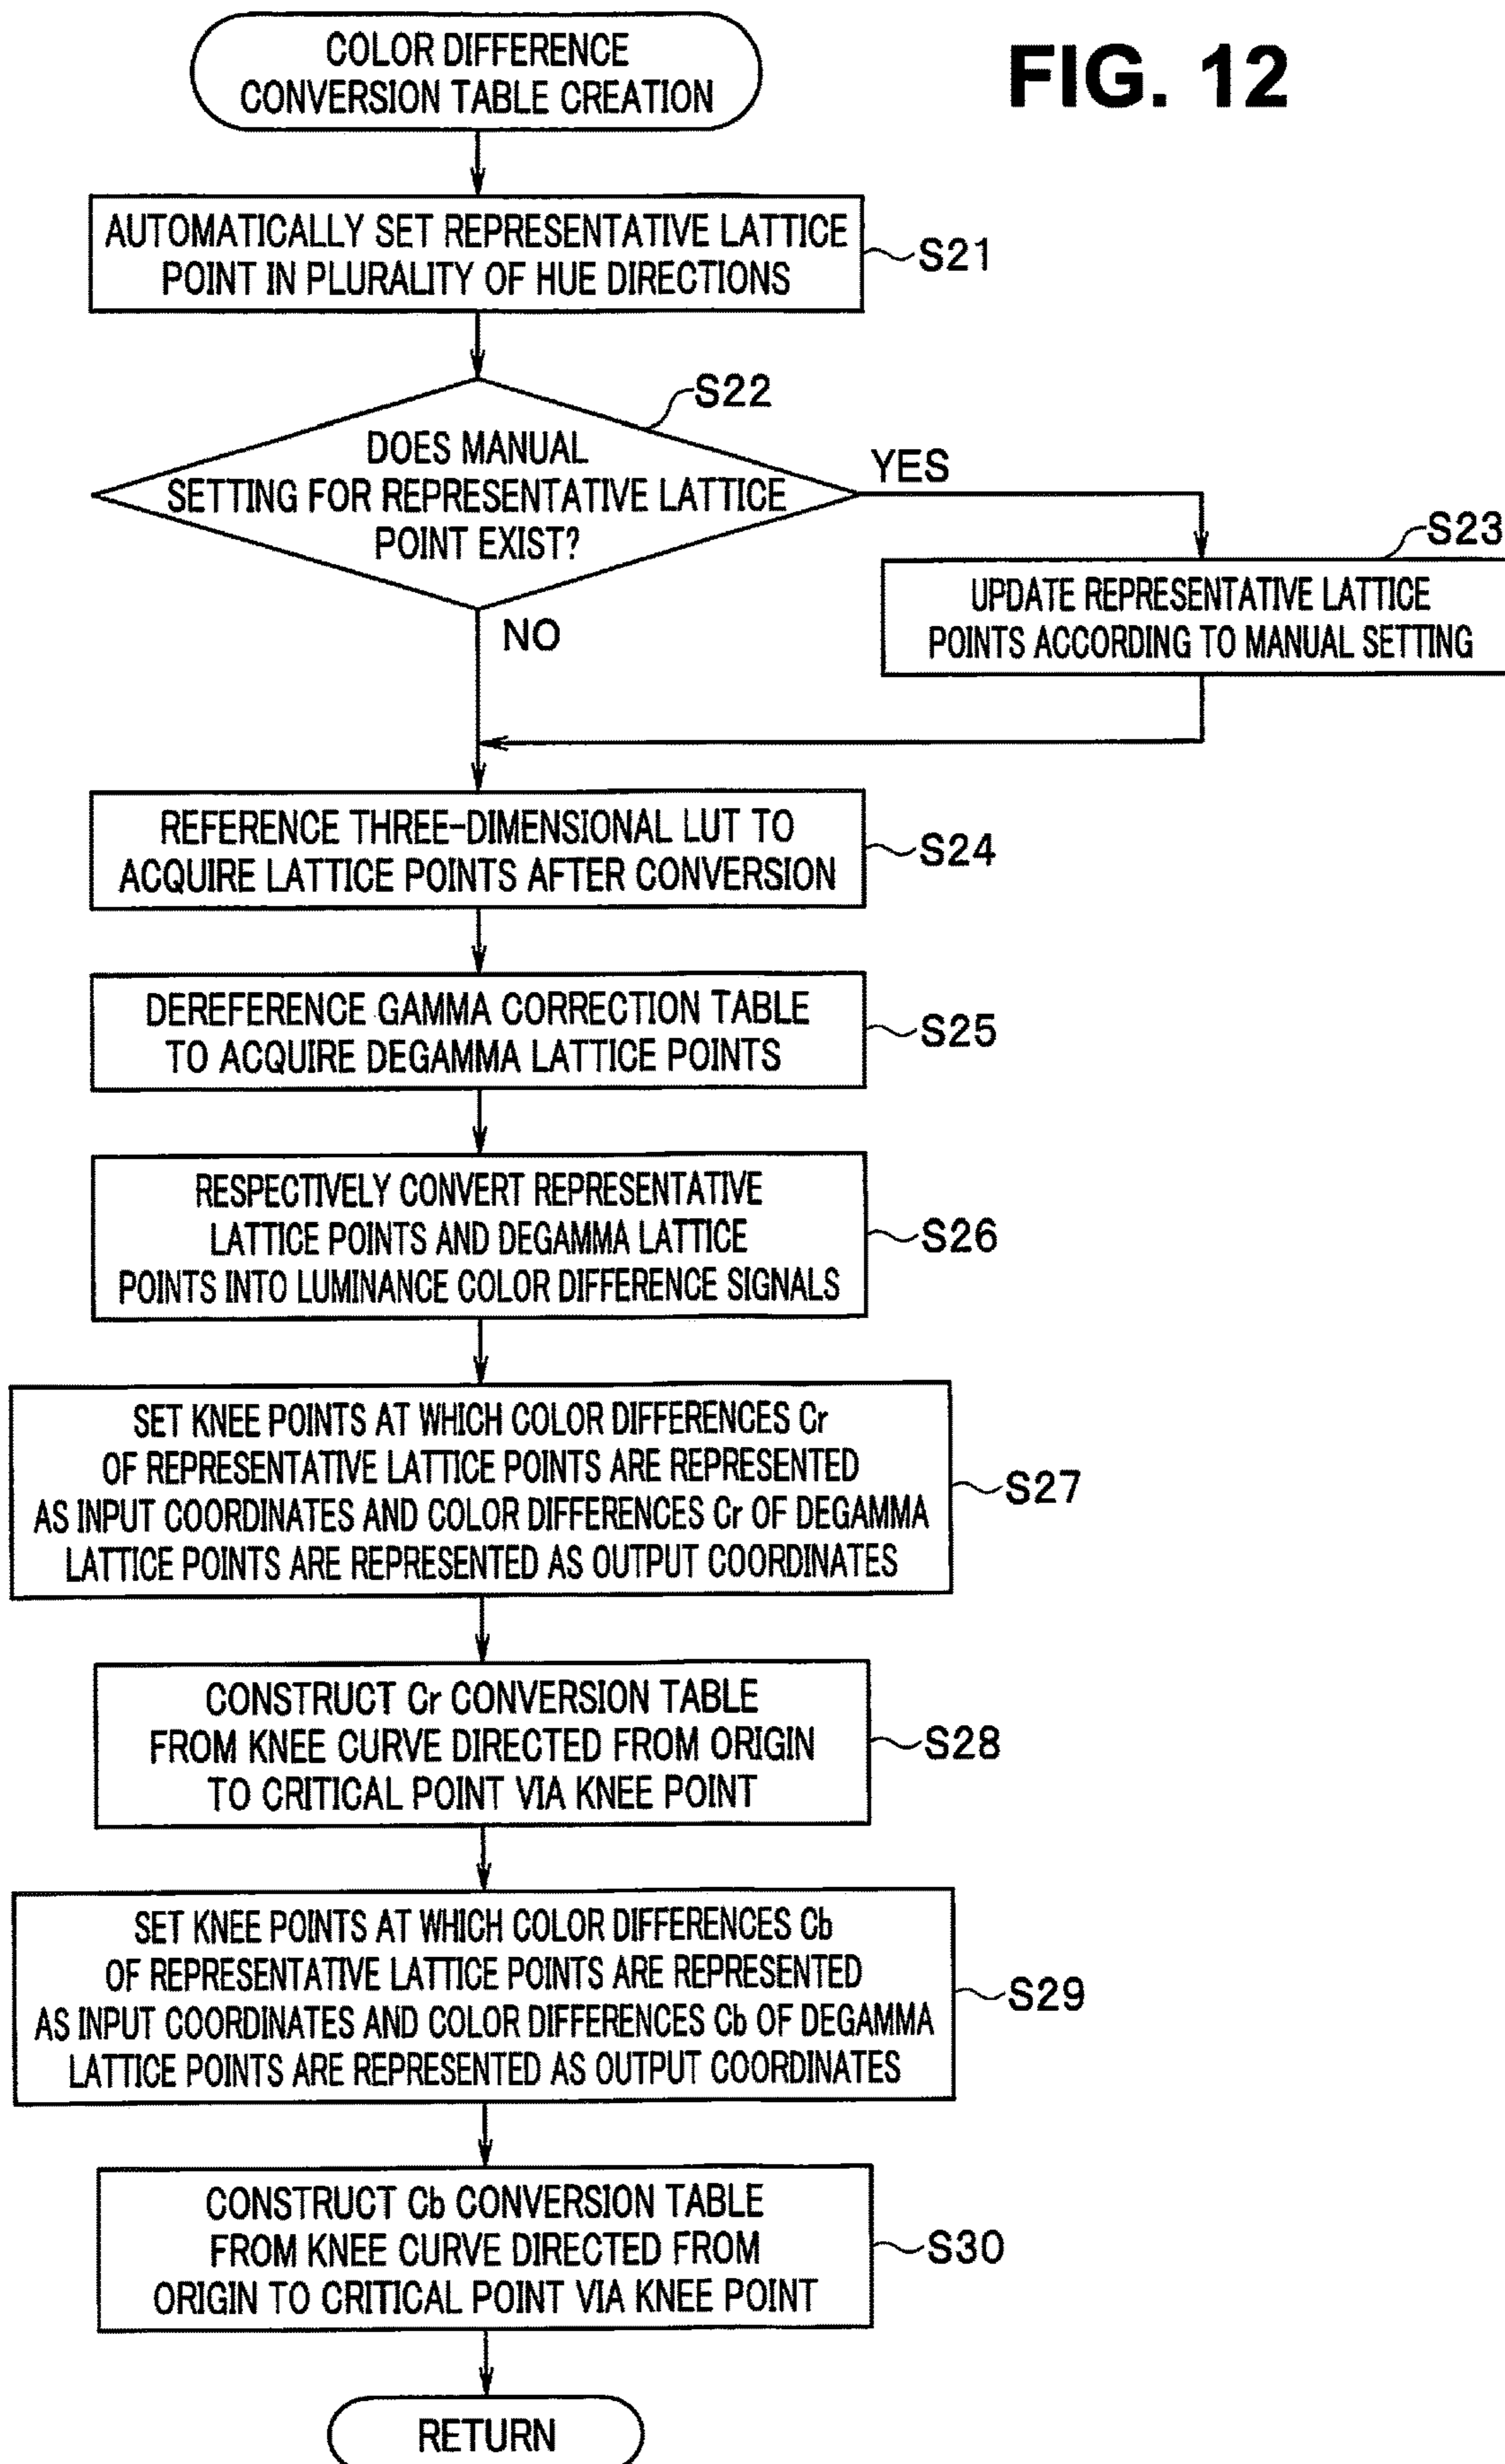 COLOR DIFFERENCE
CONVERSION TABLE CREATION
FIG. 12
AUTOMATICALLY SET REPRESENTATIVE LATTICE
POINT IN PLURALITY OF HUE DIRECTIONS
S21
S22
DOES MANUAL
SETTING FOR REPRESENTATIVE LATTICE
POINT EXIST?
YES
NO
S23
UPDATE REPRESENTATIVE LATTICE
POINTS ACCORDING TO MANUAL SETTING
REFERENCE THREE-DIMENSIONAL LUT TO
ACQUIRE LATTICE POINTS AFTER CONVERSION
S24
DEREFERENCE GAMMA CORRECTION TABLE
TO ACQUIRE DEGAMMA LATTICE POINTS
S25
RESPECTIVELY CONVERT REPRESENTATIVE
LATTICE POINTS AND DEGAMMA LATTICE
POINTS INTO LUMINANCE COLOR DIFFERENCE SIGNALS
S26
SET KNEE POINTS AT WHICH COLOR DIFFERENCES Cr
OF REPRESENTATIVE LATTICE POINTS ARE REPRESENTED
AS INPUT COORDINATES AND COLOR DIFFERENCES Cr OF DEGAMMA
LATTICE POINTS ARE REPRESENTED AS OUTPUT COORDINATES
S27
CONSTRUCT Cr CONVERSION TABLE
FROM KNEE CURVE DIRECTED FROM ORIGIN
TO CRITICAL POINT VIA KNEE POINT
S28
SET KNEE POINTS AT WHICH COLOR DIFFERENCES Cb
OF REPRESENTATIVE LATTICE POINTS ARE REPRESENTED
AS INPUT COORDINATES AND COLOR DIFFERENCES Cb OF DEGAMMA
LATTICE POINTS ARE REPRESENTED AS OUTPUT COORDINATES
S29
CONSTRUCT Cb CONVERSION TABLE
FROM KNEE CURVE DIRECTED FROM
ORIGIN TO CRITICAL POINT VIA KNEE POINT
S30
RETURN